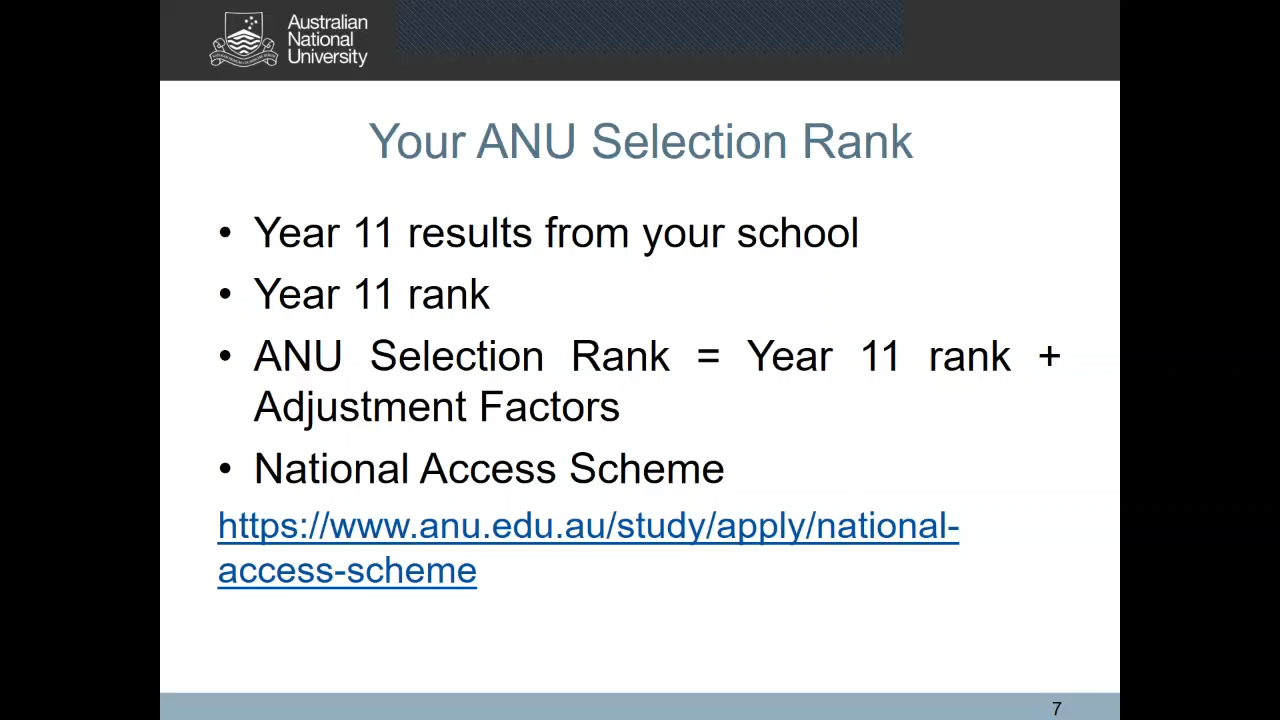 Australian
National
University
Your ANU Selection Rank
• Year 11 results from your school
• Year 11 rank
• ANU Selection Rank = Year 11 rank +
Adjustment Factors
• National Access Scheme
https://www.anu.edu.au/study/apply/national-
access-scheme
7